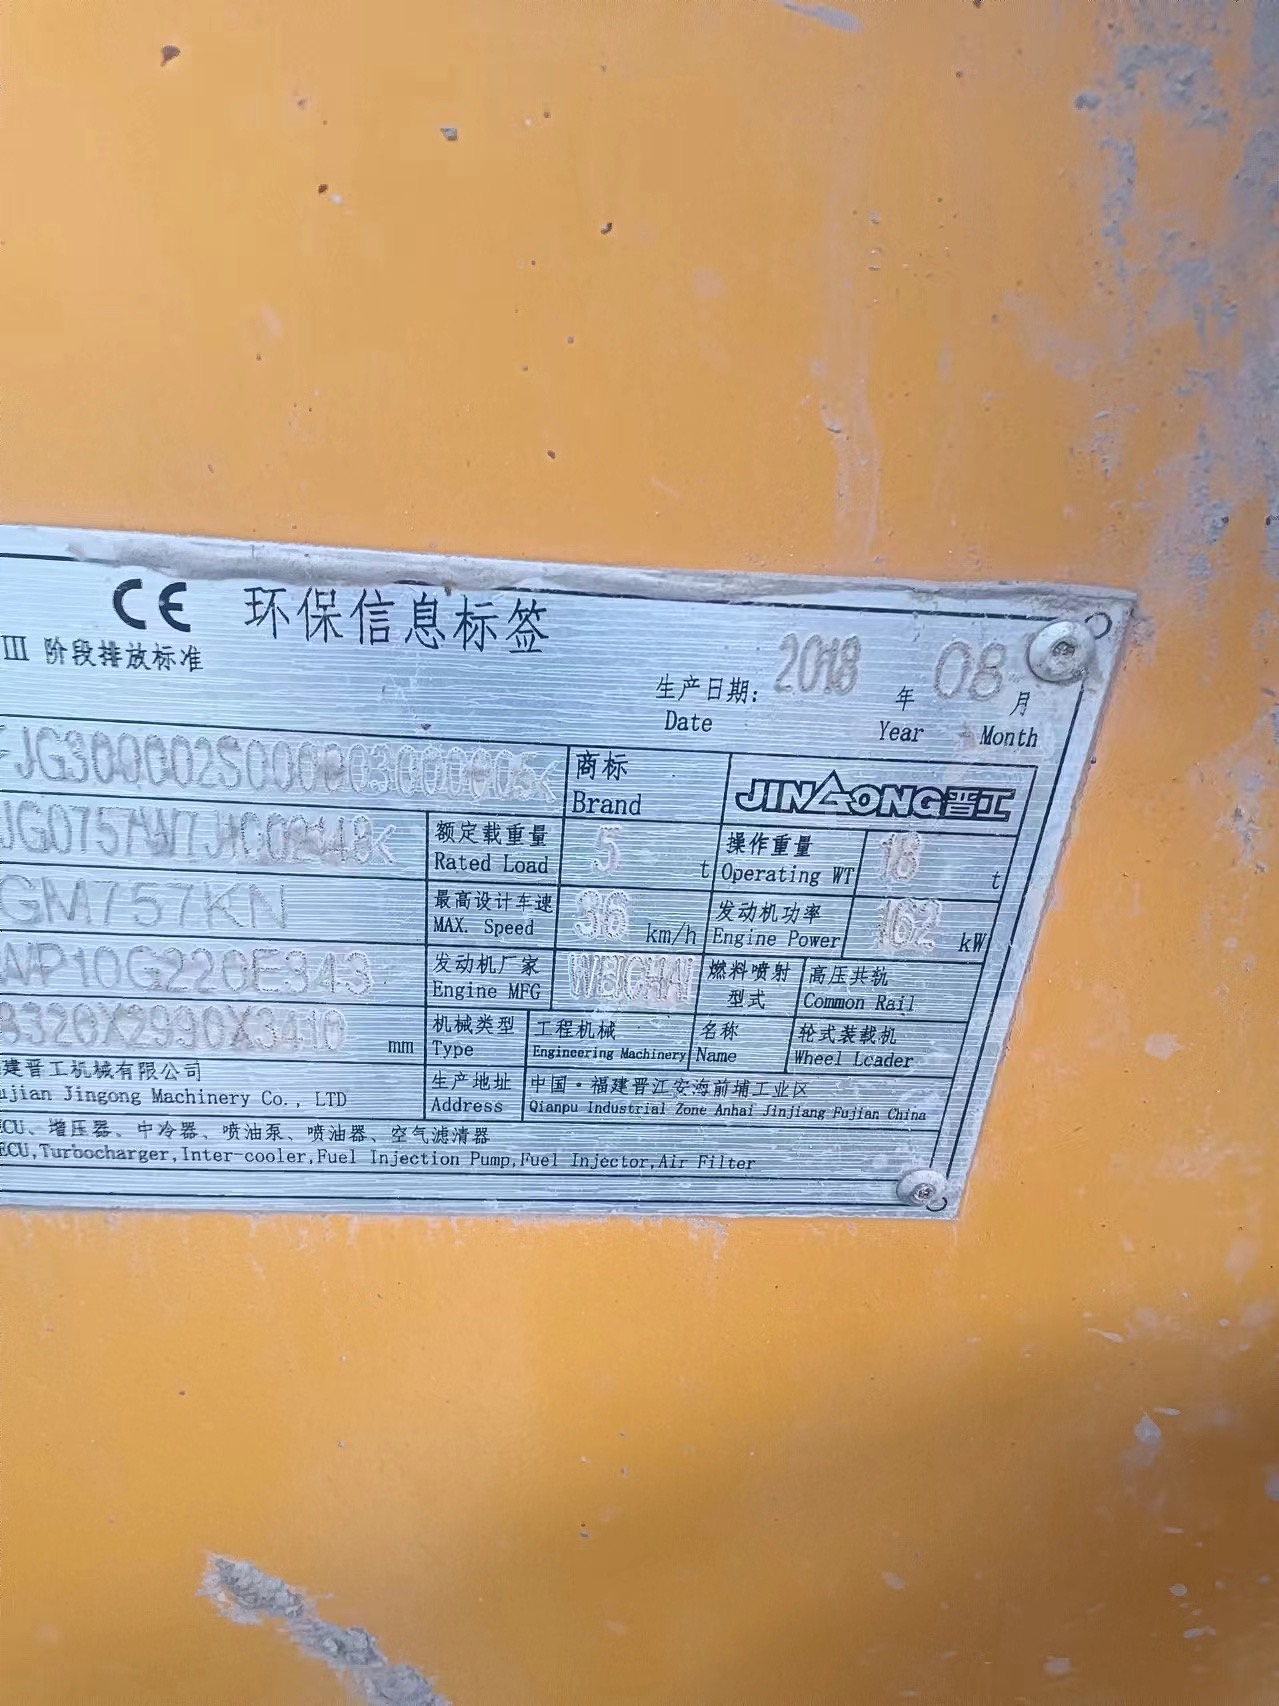 CE 环保信息标签
III 阶段排放标准
生产日期: 2018 年 08 月
Date Year Month
商标
Brand
JINGONG晋工
额定载重量
Rated Load
5 t
操作重量
Operating WT
t
GM757KN
最高设计车速
MAX. Speed
36 km/h
发动机功率
Engine Power
162 kW
WP10G220E343
发动机厂家
Engine MFG
WEICHAI
燃料喷射
型式
高压共轨
Common Rail
8320X2990X3410 mm
机械类型
Type
工程机械
Engineering Machinery
名称
Name
轮式装载机
Wheel Loader
建晋工机械有限公司
ujian Jingong Machinery Co., LTD
生产地址
Address
中国·福建晋江安海前埔工业区
Qianpu Industrial Zone Anhai Jinjiang Fujian China
ECU、增压器、中冷器、喷油泵、喷油器、空气滤清器
ECU,Turbocharger,Inter-cooler,Fuel Injection Pump,Fuel Injector,Air Filter